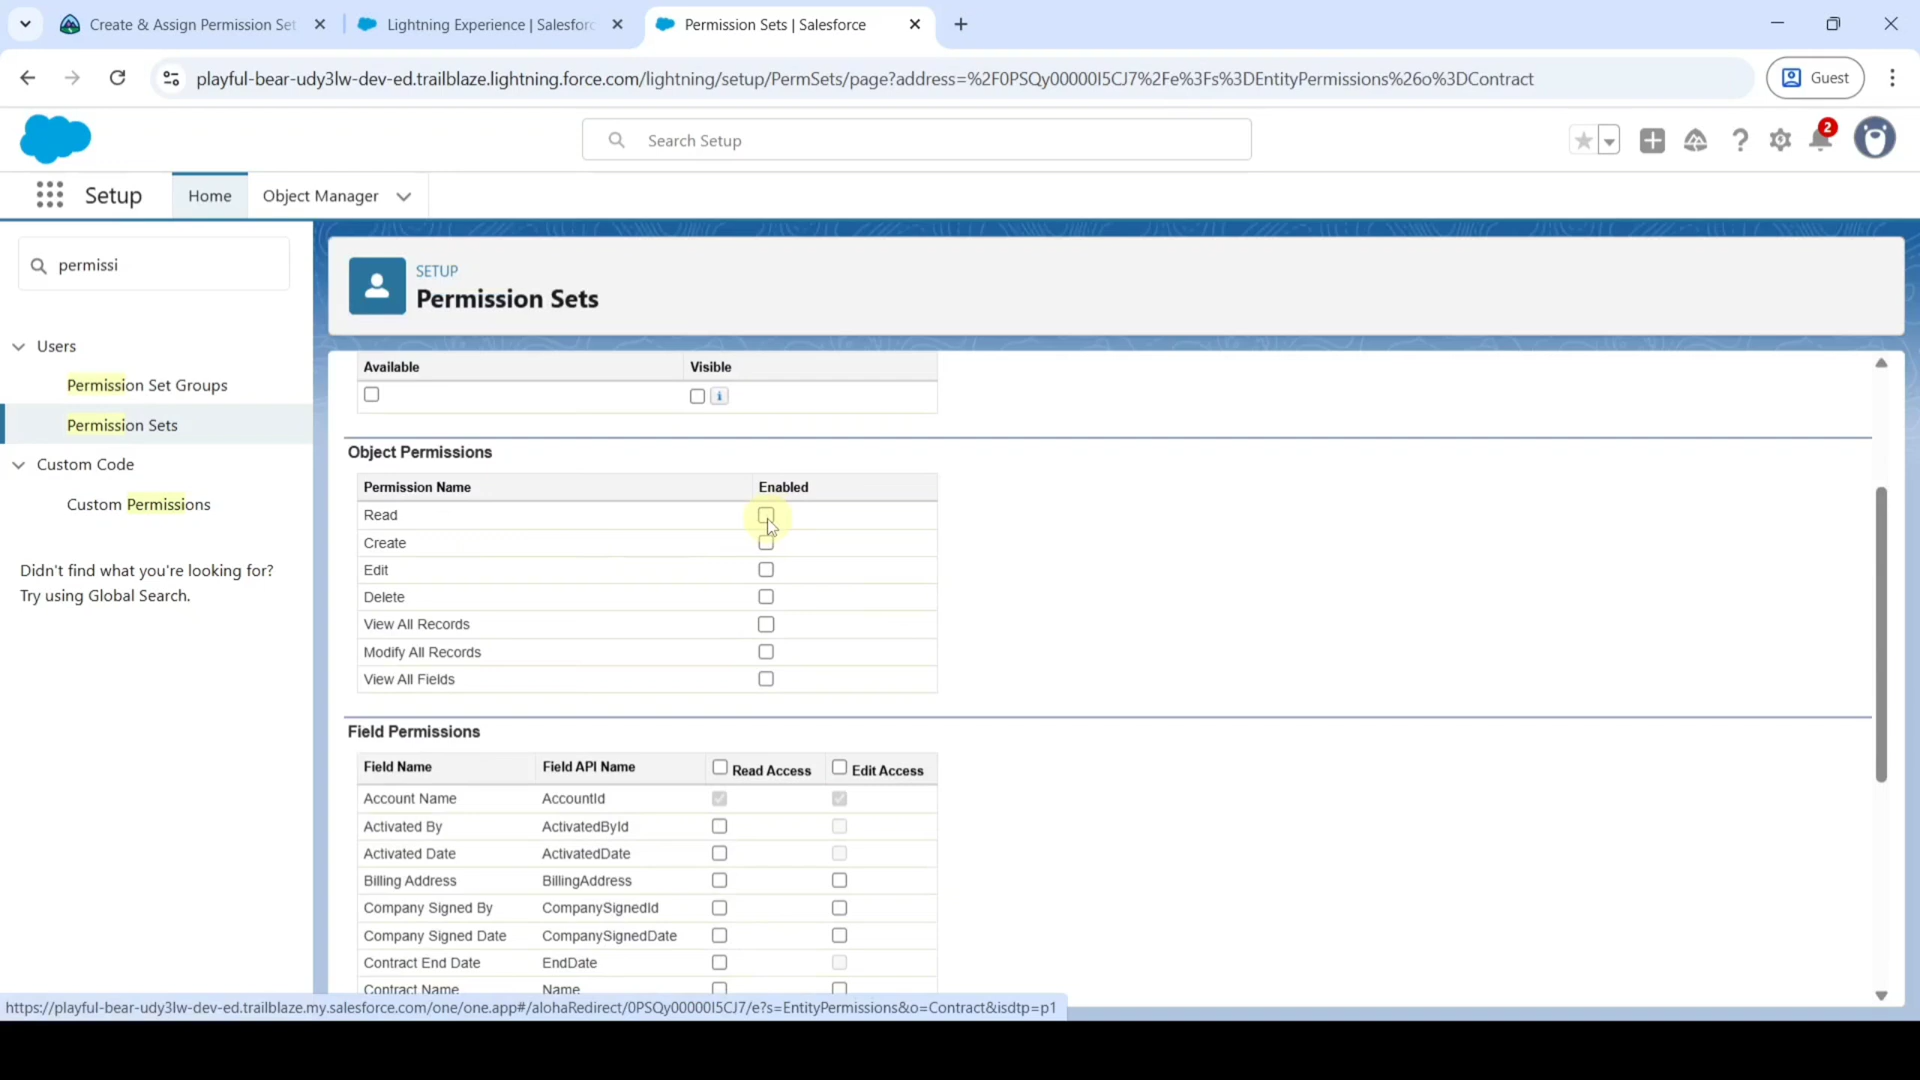 Create & Assign Permission Set
Lightning Experience | Salesforc
Permission Sets | Salesforce
playful-bear-udy3lw-dev-ed.trailblaze.lightning.force.com/lightning/setup/PermSets/page?address=%2F0PSQy00000I5CJ7%2Fe%3Fs%3DEntityPermissions%26o%3DContract
Guest
Search Setup
2
Setup
Home
Object Manager
permissi
Users
Permission Set Groups
Permission Sets
Custom Code
Custom Permissions
Didn't find what you're looking for?
Try using Global Search.
SETUP
Permission Sets
Available Visible
Object Permissions
Permission Name Enabled
Read
Create
Edit
Delete
View All Records
Modify All Records
View All Fields
Field Permissions
Field Name Field API Name Read Access Edit Access
Account Name AccountId
Activated By ActivatedById
Activated Date ActivatedDate
Billing Address BillingAddress
Company Signed By CompanySignedId
Company Signed Date CompanySignedDate
Contract End Date EndDate
Contract Name Name
https://playful-bear-udy3lw-dev-ed.trailblaze.my.salesforce.com/one/one.app#/alohaRedirect/0PSQy00000I5CJ7/e?s=EntityPermissions&o=Contract&isdtp=p1